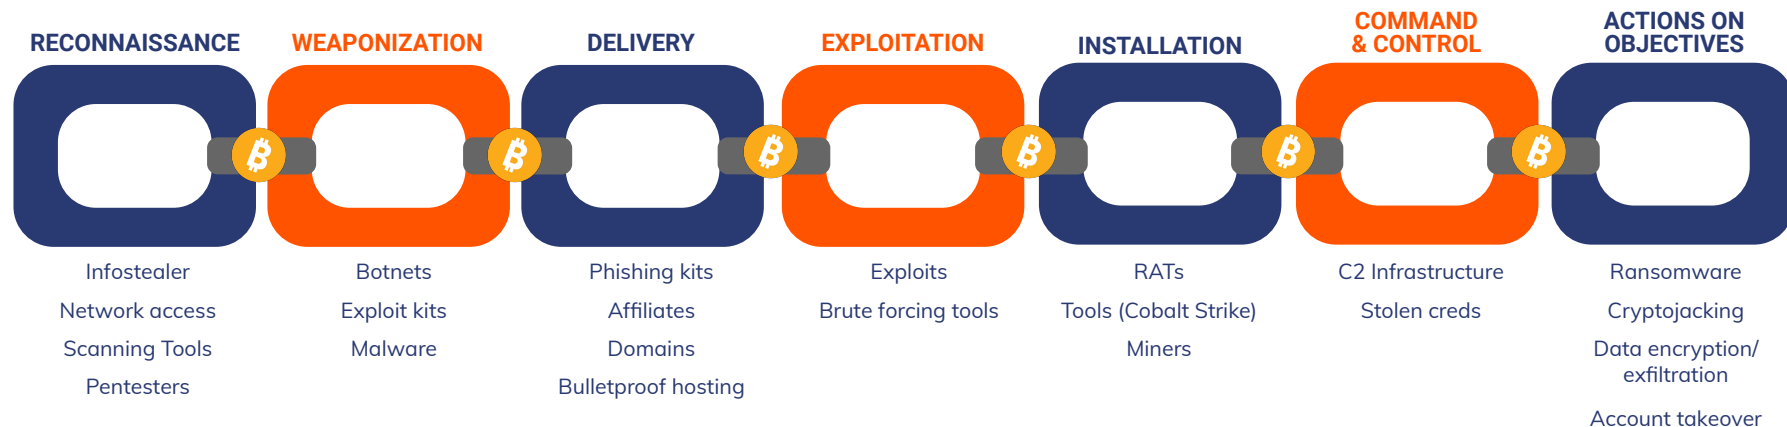 RECONNAISSANCE
Infostealer
Network access
Scanning Tools
Pentesters
WEAPONIZATION
Botnets
Exploit kits
Malware
DELIVERY
Phishing kits
Affiliates
Domains
Bulletproof hosting
EXPLOITATION
Exploits
Brute forcing tools
INSTALLATION
RATs
Tools (Cobalt Strike)
Miners
COMMAND
& CONTROL
C2 Infrastructure
Stolen creds
ACTIONS ON
OBJECTIVES
Ransomware
Cryptojacking
Data encryption/
exfiltration
Account takeover